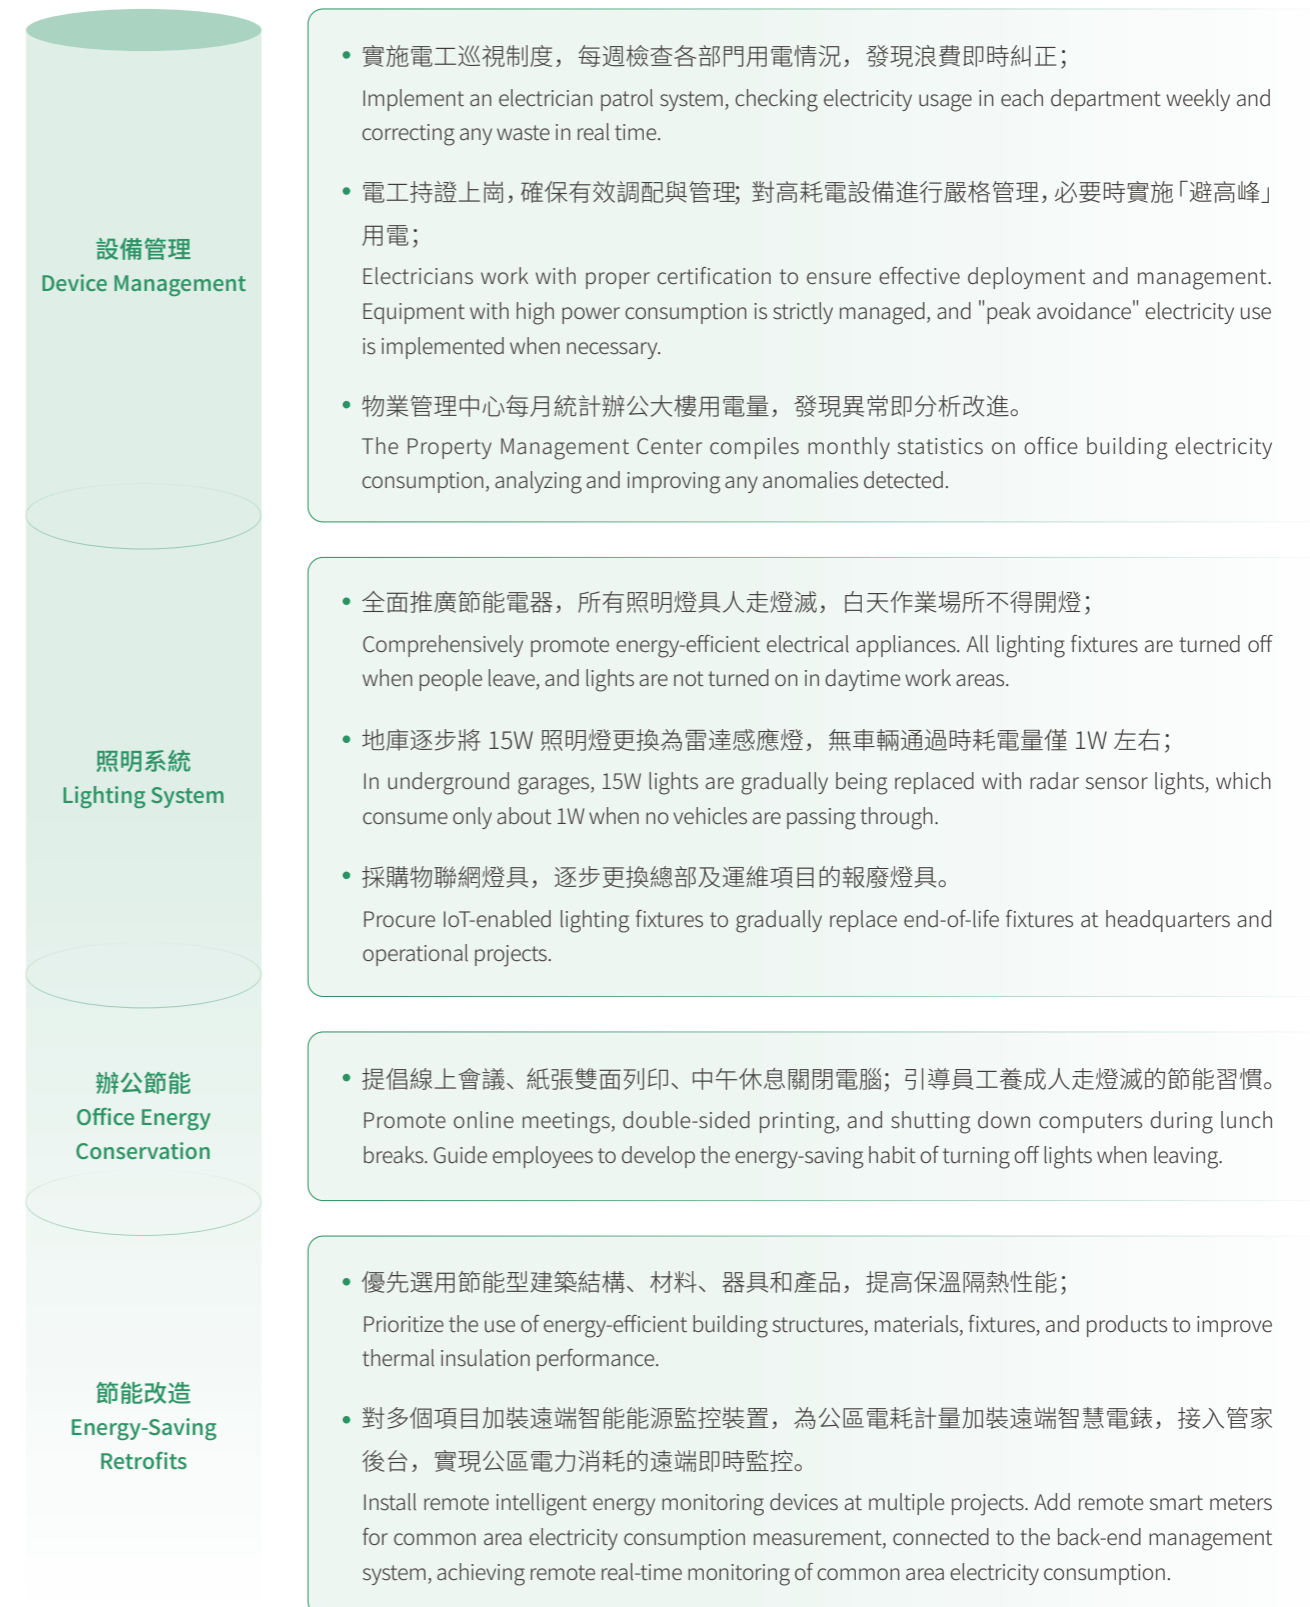 設備管理
Device Management
• 實施電工巡視制度，每週檢查各部門用電情況，發現浪費即時糾正；
Implement an electrician patrol system, checking electricity usage in each department weekly and
correcting any waste in real time.
• 電工持證上崗，確保有效調配與管理；對高耗電設備進行嚴格管理，必要時實施「避高峰」
用電；
Electricians work with proper certification to ensure effective deployment and management.
Equipment with high power consumption is strictly managed, and "peak avoidance" electricity use
is implemented when necessary.
• 物業管理中心每月統計辦公大樓用電量，發現異常即分析改進。
The Property Management Center compiles monthly statistics on office building electricity
consumption, analyzing and improving any anomalies detected.
照明系統
Lighting System
• 全面推廣節能電器，所有照明燈具人走燈滅，白天作業場所不得開燈；
Comprehensively promote energy-efficient electrical appliances. All lighting fixtures are turned off
when people leave, and lights are not turned on in daytime work areas.
• 地庫逐步將 15W 照明燈更換為雷達感應燈，無車輛通過時耗電量僅 1W 左右；
In underground garages, 15W lights are gradually being replaced with radar sensor lights, which
consume only about 1W when no vehicles are passing through.
• 採購物聯網燈具，逐步更換總部及運維項目的報廢燈具。
Procure IoT-enabled lighting fixtures to gradually replace end-of-life fixtures at headquarters and
operational projects.
辦公節能
Office Energy
Conservation
• 提倡線上會議、紙張雙面列印、中午休息關閉電腦；引導員工養成人走燈滅的節能習慣。
Promote online meetings, double-sided printing, and shutting down computers during lunch
breaks. Guide employees to develop the energy-saving habit of turning off lights when leaving.
節能改造
Energy-Saving
Retrofits
• 優先選用節能型建築結構、材料、器具和產品，提高保溫隔熱性能；
Prioritize the use of energy-efficient building structures, materials, fixtures, and products to improve
thermal insulation performance.
• 對多個項目加裝遠端智能能源監控裝置，為公區電耗計量加裝遠端智慧電錶，接入管家
後台，實現公區電力消耗的遠端即時監控。
Install remote intelligent energy monitoring devices at multiple projects. Add remote smart meters
for common area electricity consumption measurement, connected to the back-end management
system, achieving remote real-time monitoring of common area electricity consumption.